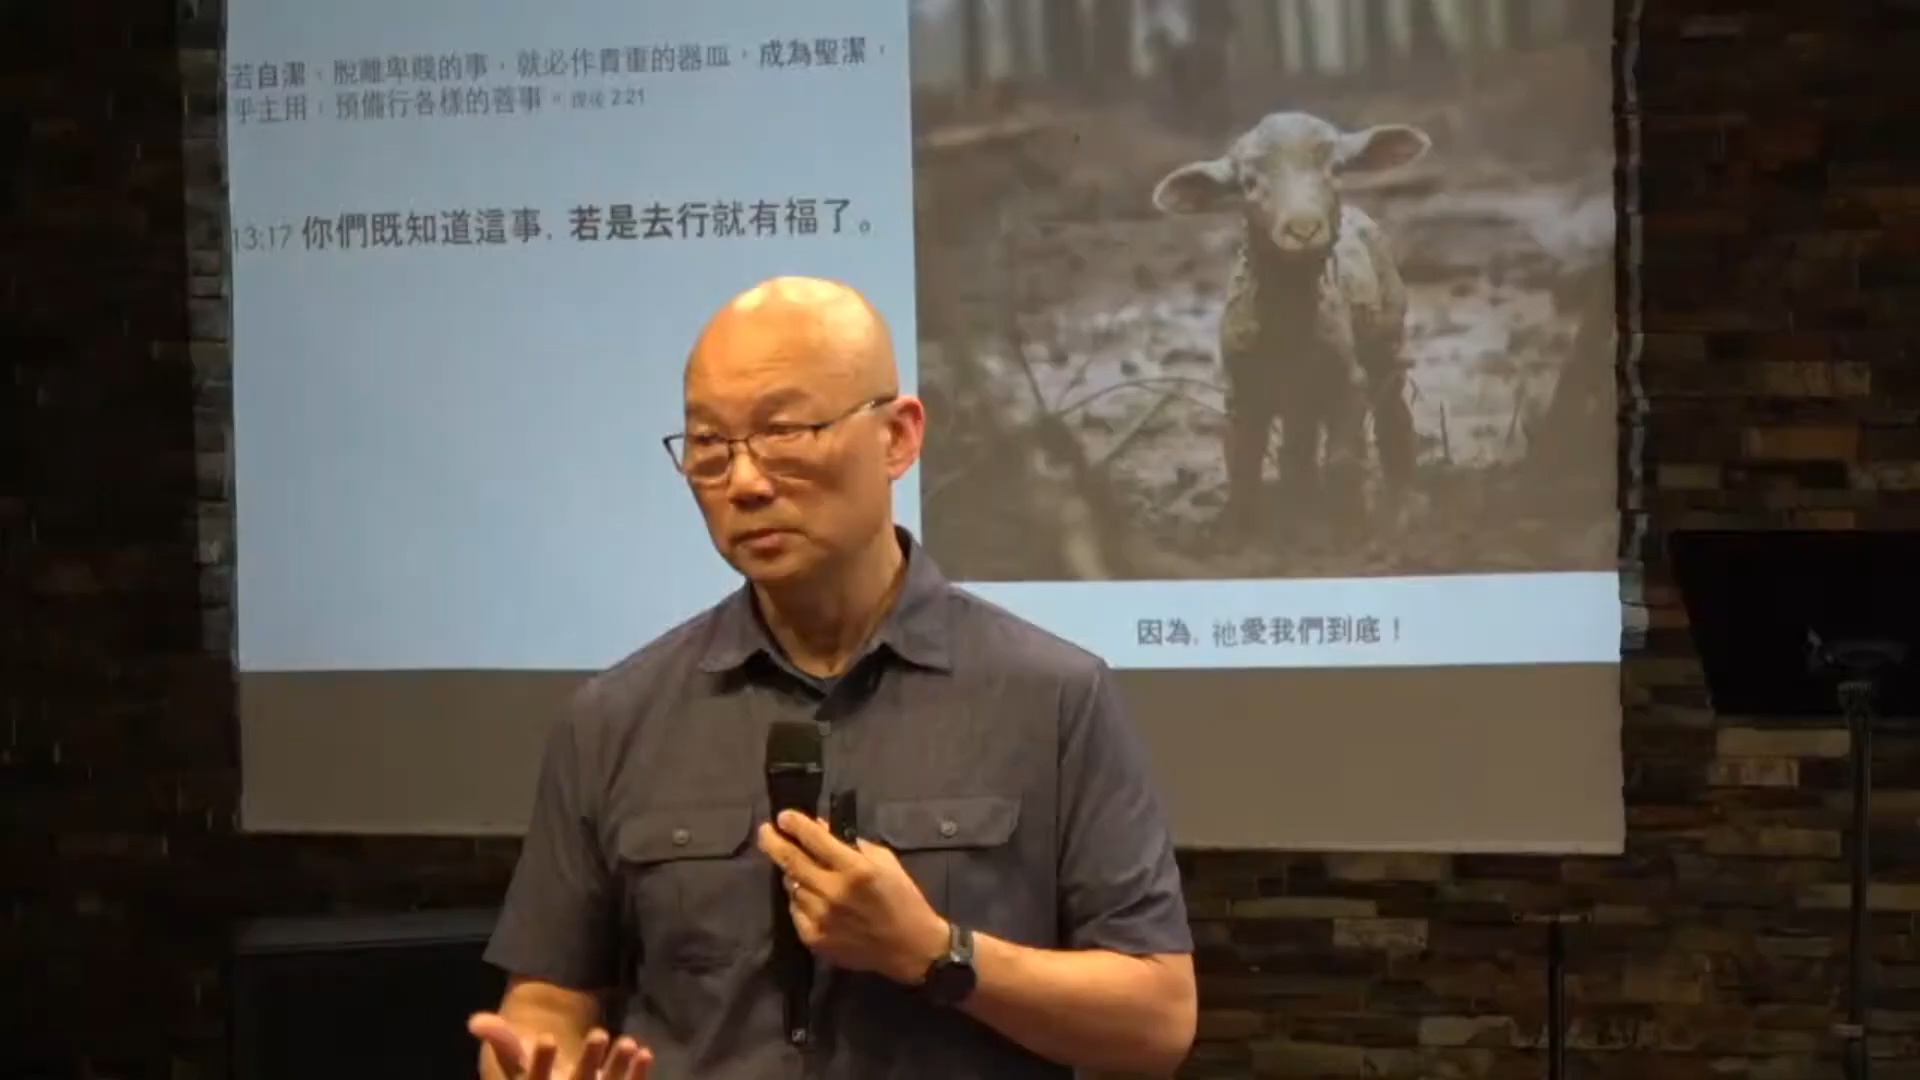 若自潔，脫離卑賤的事，就必作貴重的器皿，成為聖潔，
乎主用，預備行各樣的善事。提後 2:21
13:17 你們既知道這事, 若是去行就有福了。
因為, 祂愛我們到底！